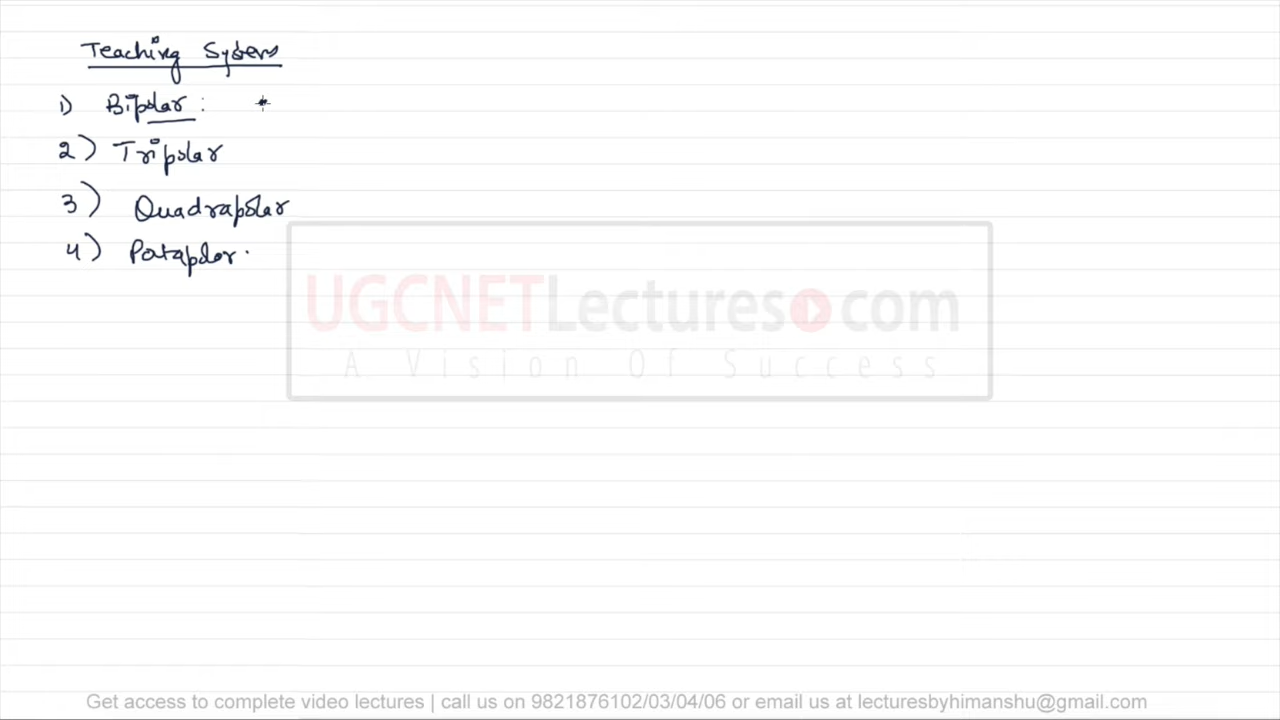 Teaching System
1) Bipolar :
2) Tripolar
3) Quadrapolar
4) Patapolar.
UGCNETLectures.com
A Vision Of Success
Get access to complete video lectures | call us on 9821876102/03/04/06 or email us at lecturesbyhimanshu@gmail.com